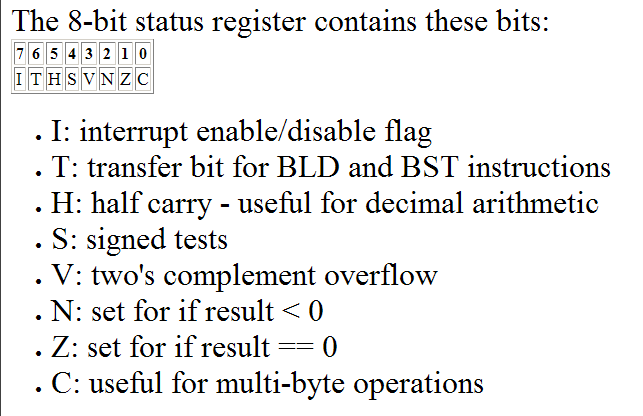 The 8-bit status register contains these bits:
7 6 5 4 3 2 1 0
I T H S V N Z C
• I: interrupt enable/disable flag
• T: transfer bit for BLD and BST instructions
• H: half carry - useful for decimal arithmetic
• S: signed tests
• V: two's complement overflow
• N: set for if result < 0
• Z: set for if result == 0
• C: useful for multi-byte operations